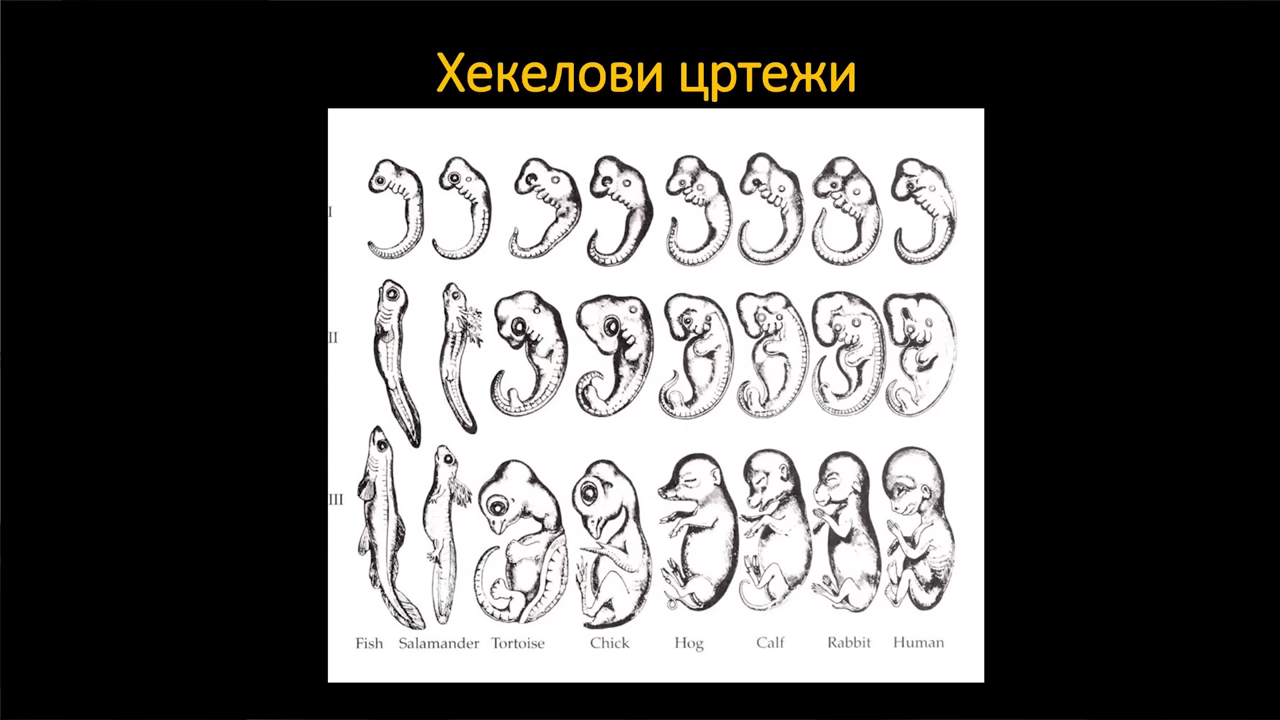 Хекелови цртежи
I
II
III
Fish Salamander Tortoise Chick Hog Calf Rabbit Human